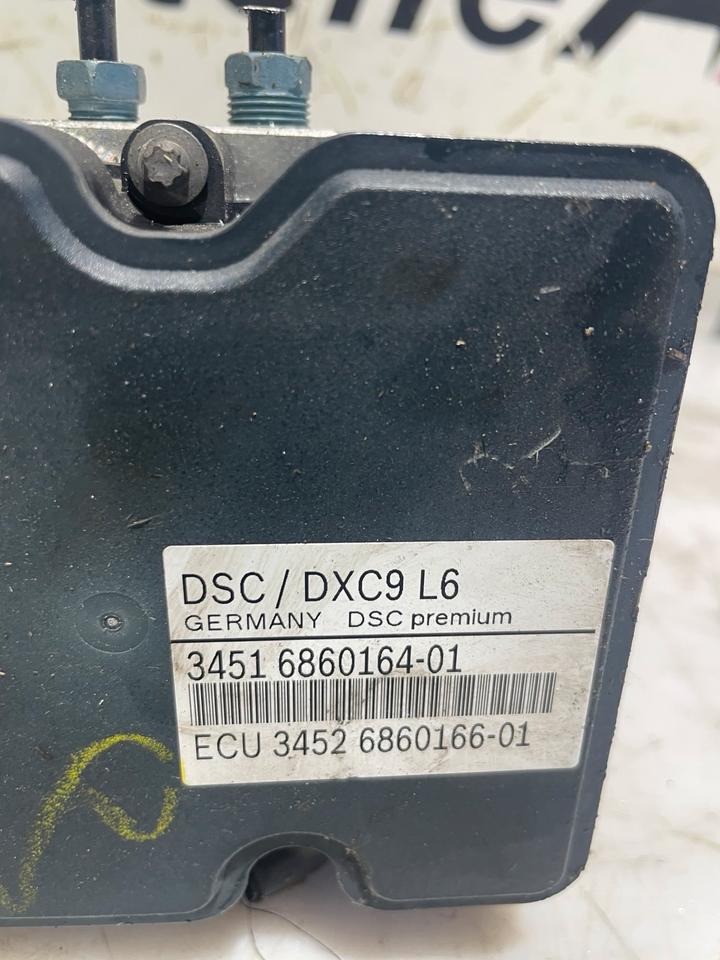 DSC / DXC9 L6
GERMANY DSC premium
3451 6860164-01
ECU 3452 6860166-01